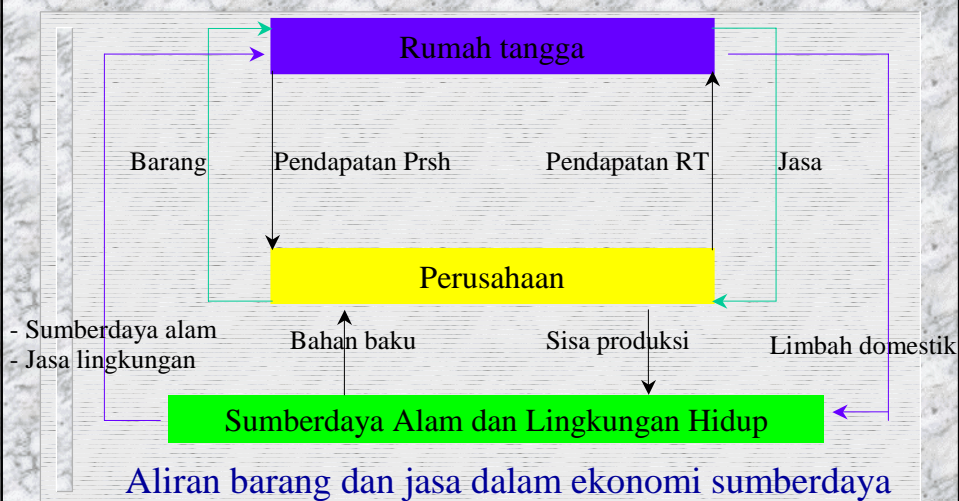 Rumah tangga
Barang
Pendapatan Prsh
Pendapatan RT
Jasa
Perusahaan
- Sumberdaya alam
- Jasa lingkungan
Bahan baku
Sisa produksi
Limbah domestik
Sumberdaya Alam dan Lingkungan Hidup
Aliran barang dan jasa dalam ekonomi sumberdaya